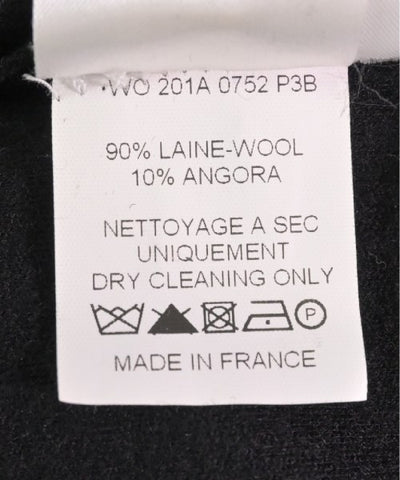 WO 201A 0752 P3B
90% LAINE-WOOL
10% ANGORA
NETTOYAGE A SEC
UNIQUEMENT
DRY CLEANING ONLY
P
MADE IN FRANCE